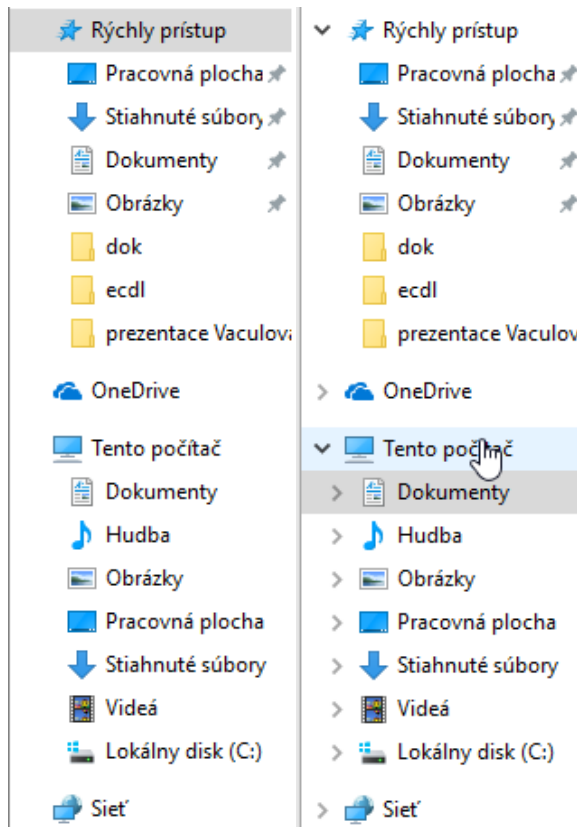 Rýchly prístup
Pracovná plocha
Stiahnuté súbory
Dokumenty
Obrázky
dok
ecdl
prezentace Vaculova
OneDrive
Tento počítač
Dokumenty
Hudba
Obrázky
Pracovná plocha
Stiahnuté súbory
Videá
Lokálny disk (C:)
Sieť
Rýchly prístup
Pracovná plocha
Stiahnuté súbory
Dokumenty
Obrázky
dok
ecdl
prezentace Vaculov
OneDrive
Tento počítač
Dokumenty
Hudba
Obrázky
Pracovná plocha
Stiahnuté súbory
Videá
Lokálny disk (C:)
Sieť